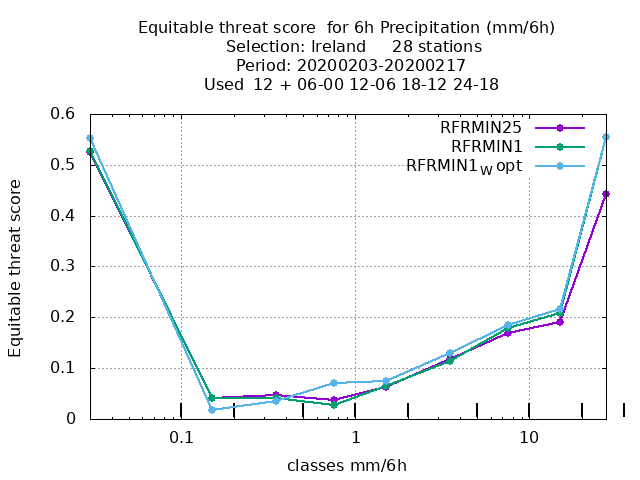 Equitable threat score  for 6h Precipitation (mm/6h)
Selection: Ireland     28 stations
Period: 20200203-20200217
Used  12 + 06-00 12-06 18-12 24-18
RFRMIN25
RFRMIN1
RFRMIN1W opt
Equitable threat score
0.6
0.5
0.4
0.3
0.2
0.1
0
0.1 1 10
classes mm/6h